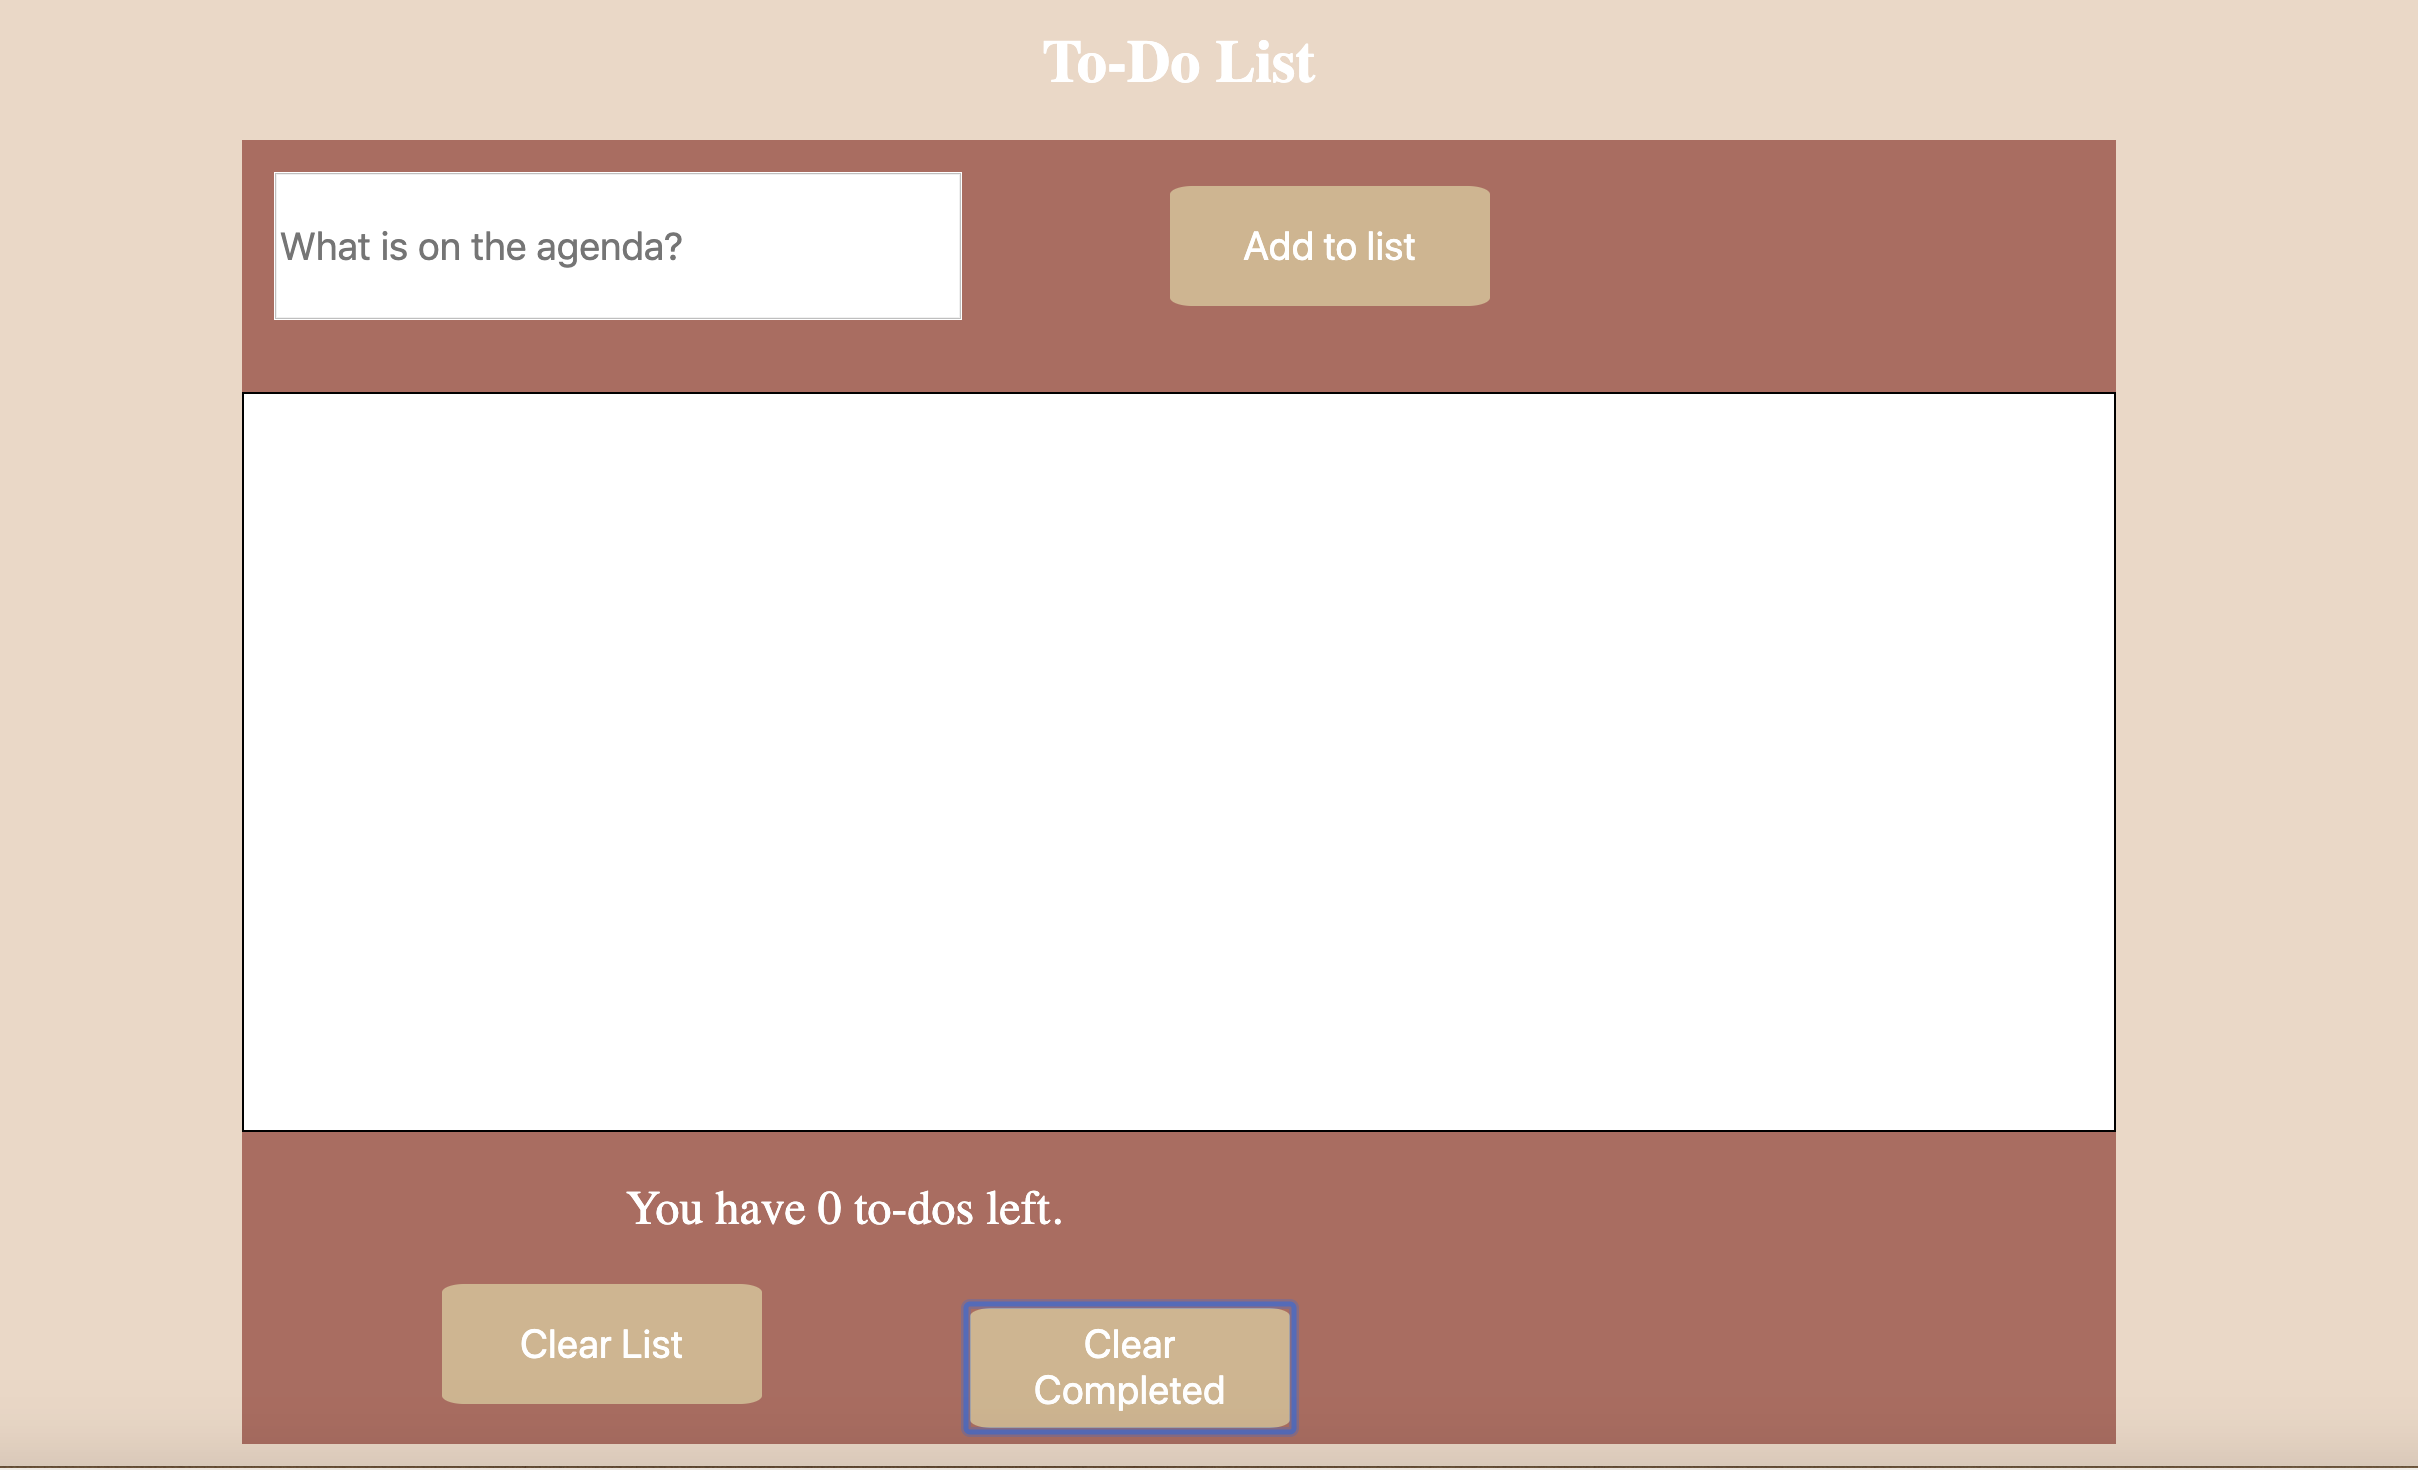 To-Do List
What is on the agenda?
Add to list
You have 0 to-dos left.
Clear List
Clear
Completed